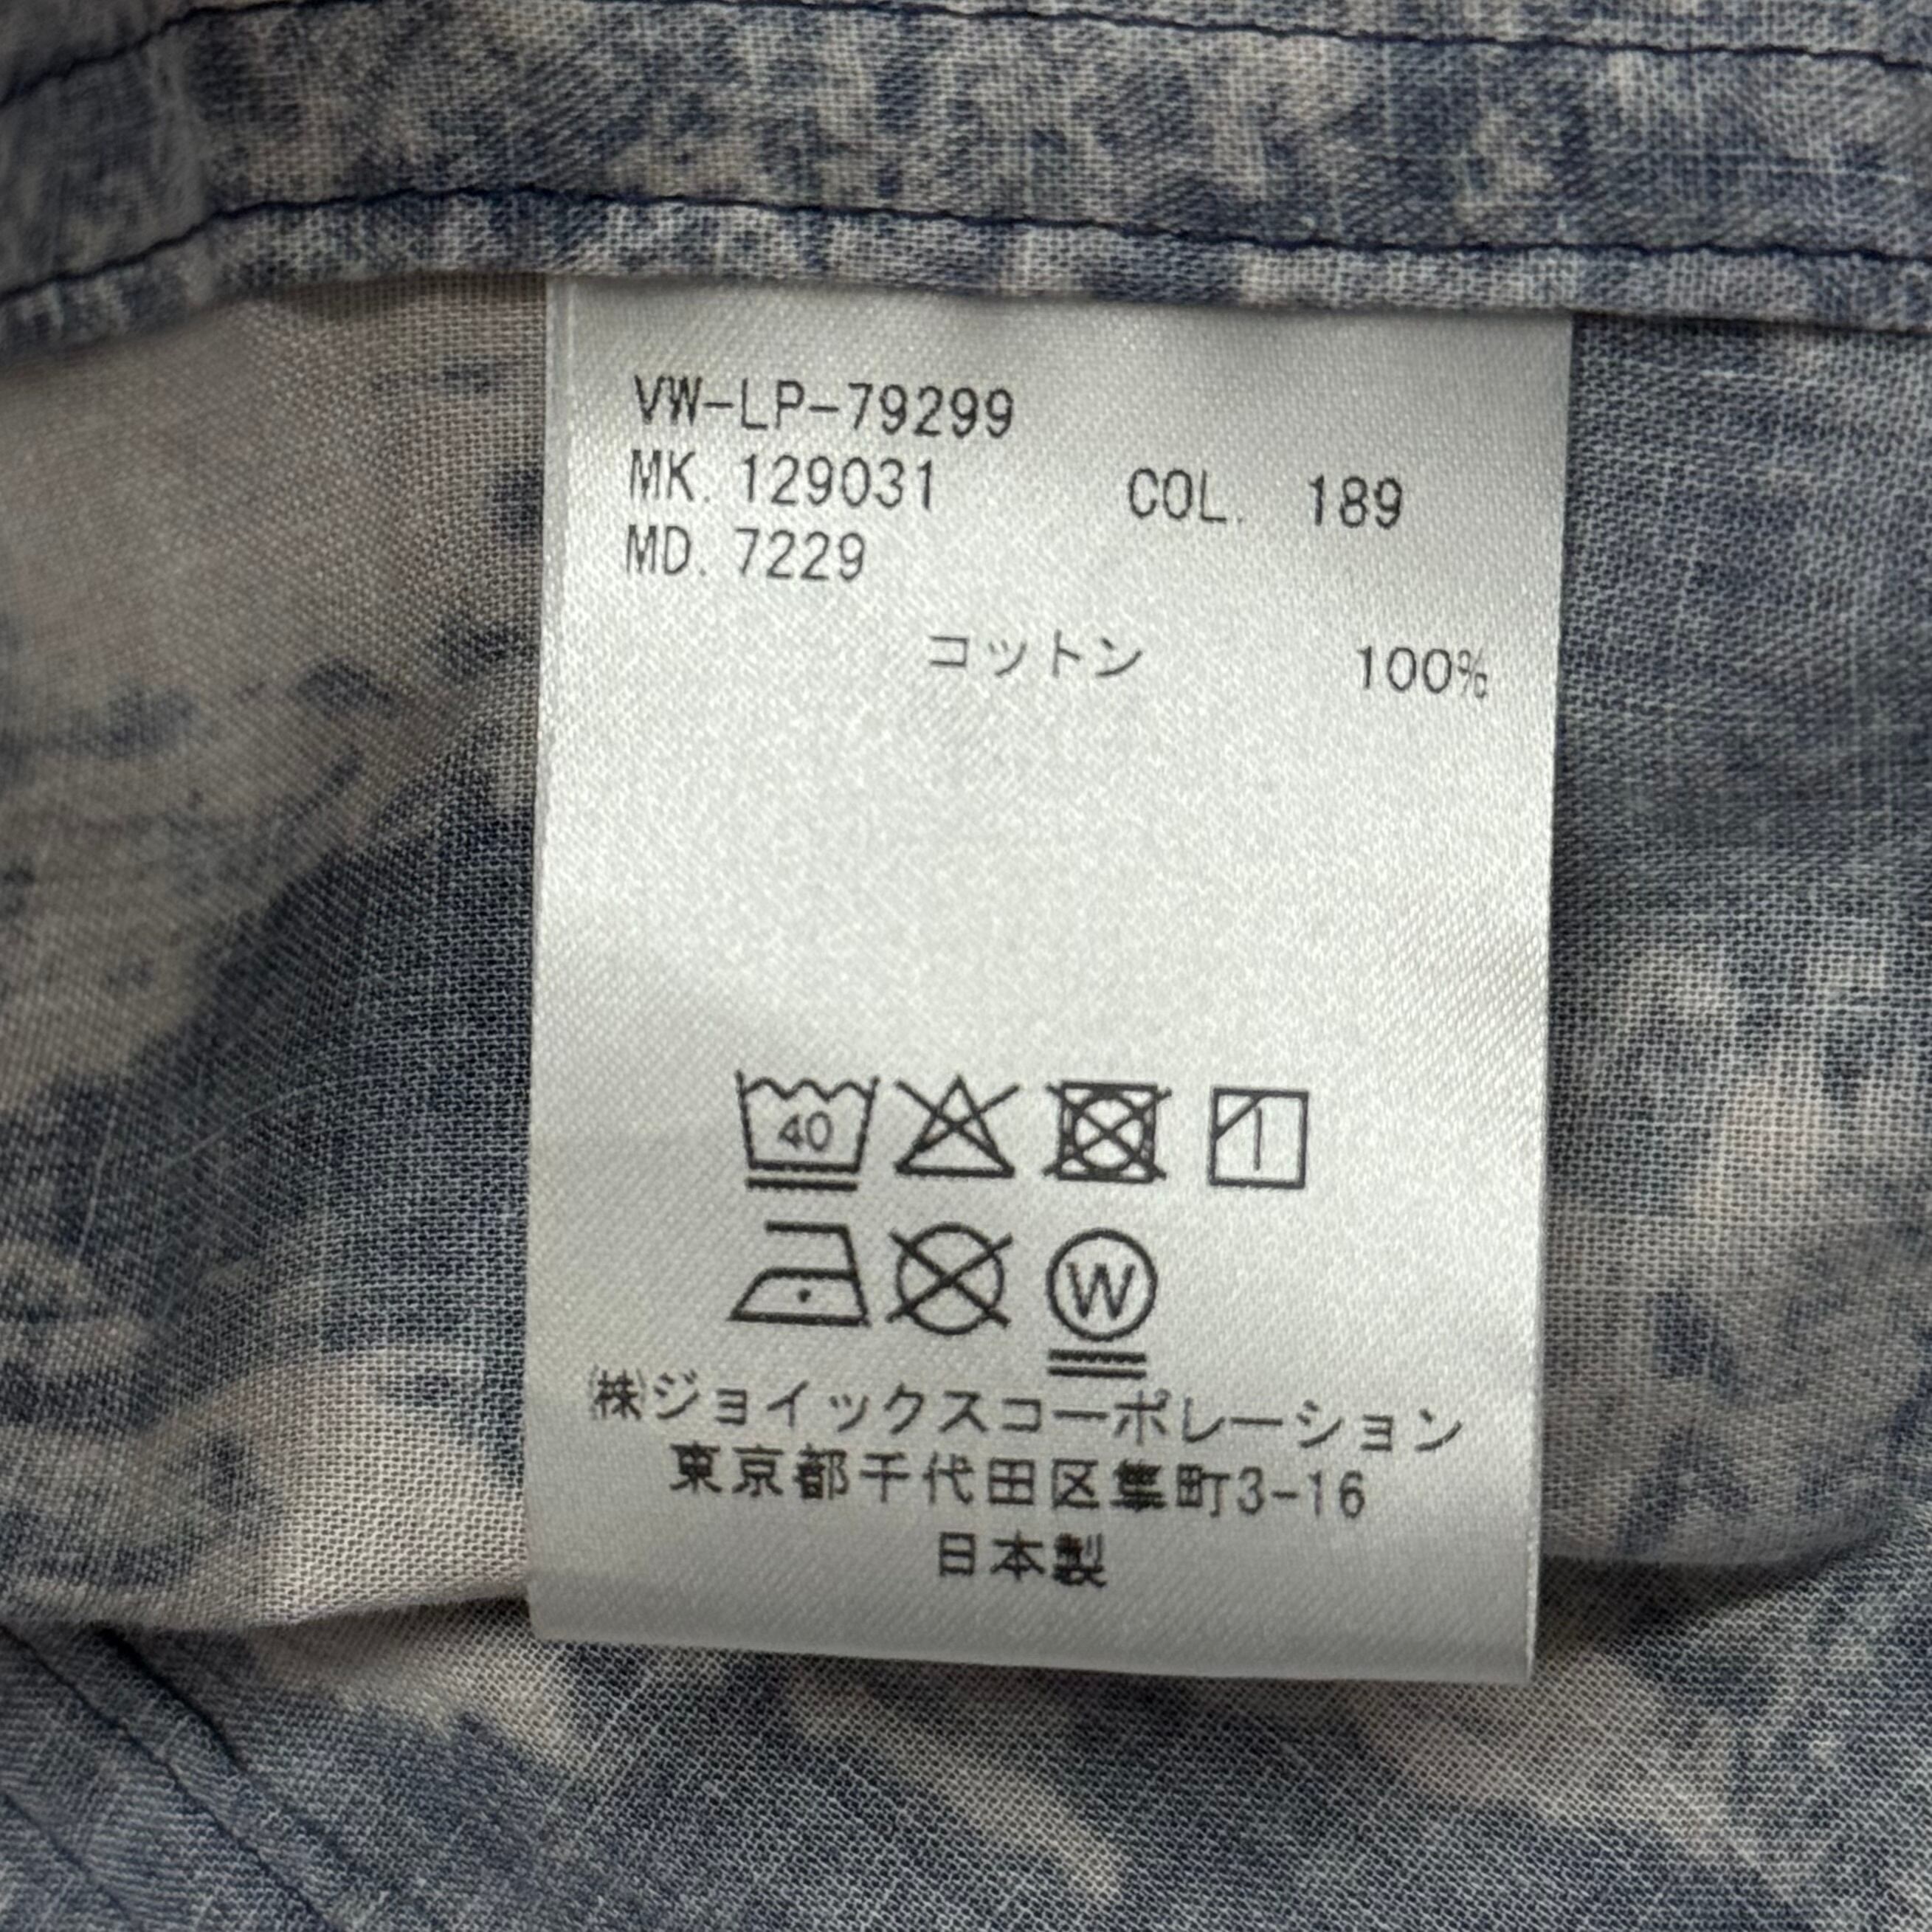 VW-LP-79299
MK. 129031 COL. 189
MD. 7229
コットン 100%
40
W
㈱ジョイックスコーポレーション
東京都千代田区隼町3-16
日本製